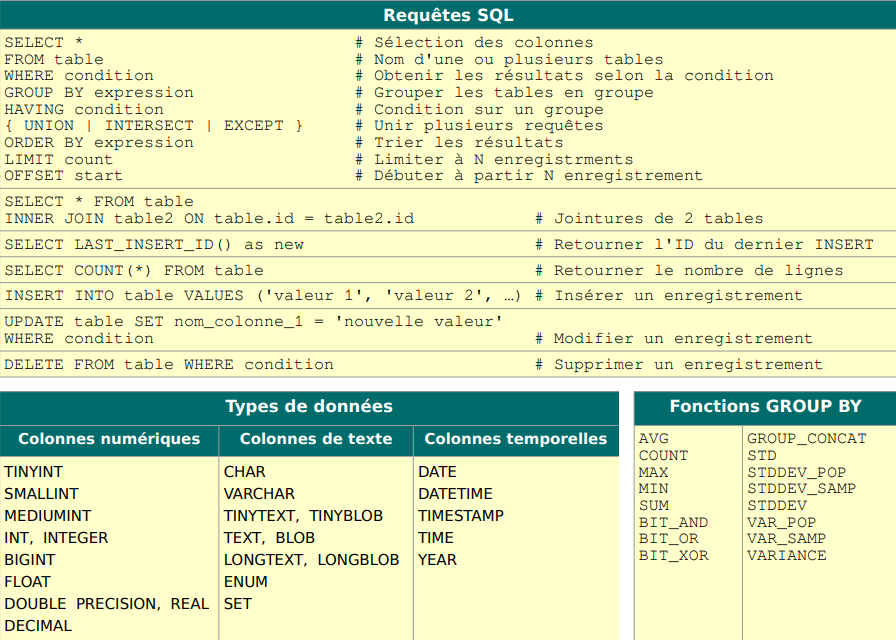 Requêtes SQL
SELECT * # Sélection des colonnes
FROM table # Nom d'une ou plusieurs tables
WHERE condition # Obtenir les résultats selon la condition
GROUP BY expression # Grouper les tables en groupe
HAVING condition # Condition sur un groupe
{ UNION | INTERSECT | EXCEPT } # Unir plusieurs requêtes
ORDER BY expression # Trier les résultats
LIMIT count # Limiter à N enregistrments
OFFSET start # Débuter à partir N enregistrement
SELECT * FROM table
INNER JOIN table2 ON table.id = table2.id # Jointures de 2 tables
SELECT LAST_INSERT_ID() as new # Retourner l'ID du dernier INSERT
SELECT COUNT(*) FROM table # Retourner le nombre de lignes
INSERT INTO table VALUES ('valeur 1', 'valeur 2', …) # Insérer un enregistrement
UPDATE table SET nom_colonne_1 = 'nouvelle valeur'
WHERE condition # Modifier un enregistrement
DELETE FROM table WHERE condition # Supprimer un enregistrement
Types de données
Colonnes numériques
TINYINT
SMALLINT
MEDIUMINT
INT, INTEGER
BIGINT
FLOAT
DOUBLE PRECISION, REAL
DECIMAL
Colonnes de texte
CHAR
VARCHAR
TINYTEXT, TINYBLOB
TEXT, BLOB
LONGTEXT, LONGBLOB
ENUM
SET
Colonnes temporelles
DATE
DATETIME
TIMESTAMP
TIME
YEAR
Fonctions GROUP BY
AVG
COUNT
MAX
MIN
SUM
BIT_AND
BIT_OR
BIT_XOR
GROUP_CONCAT
STD
STDDEV_POP
STDDEV_SAMP
STDDEV
VAR_POP
VAR_SAMP
VARIANCE